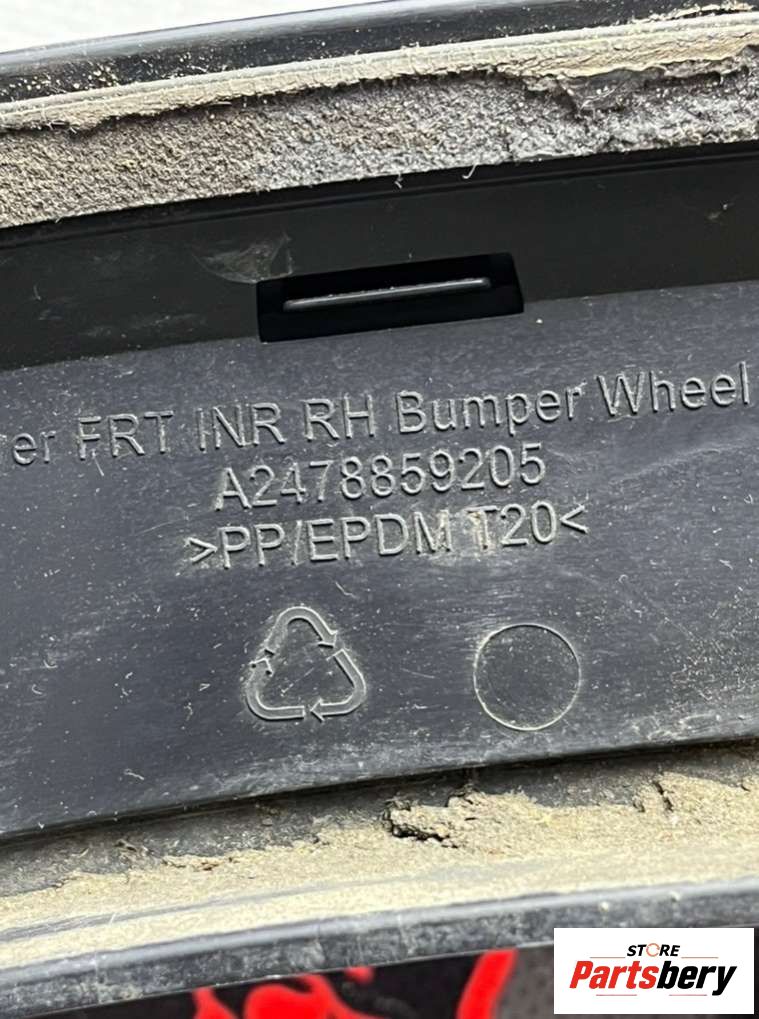 er FRT INR RH Bumper Wheel
A2478859205
>PP/EPDM T20<
STORE
Partsbery